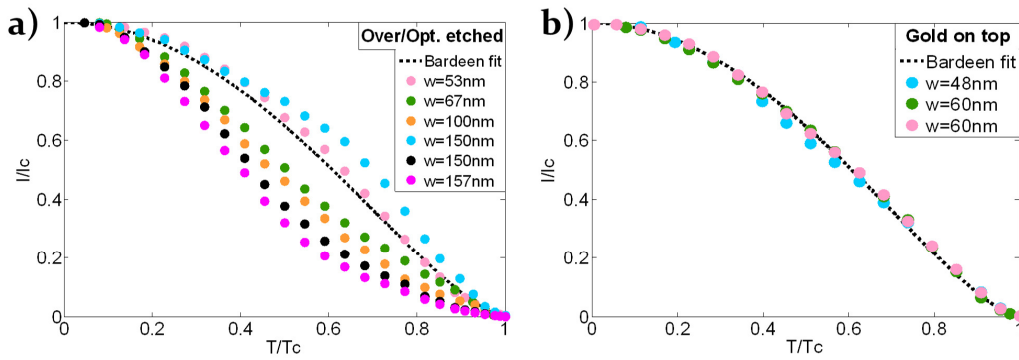 a)
Over/Opt. etched
Bardeen fit
w=53nm
w=67nm
w=100nm
w=150nm
w=150nm
w=157nm
1
0.8
0.6
0.4
0.2
0
I/Ic
0
0.2
0.4
0.6
0.8
1
T/Tc
b)
Gold on top
Bardeen fit
w=48nm
w=60nm
w=60nm
1
0.8
0.6
0.4
0.2
0
I/Ic
0
0.2
0.4
0.6
0.8
1
T/Tc